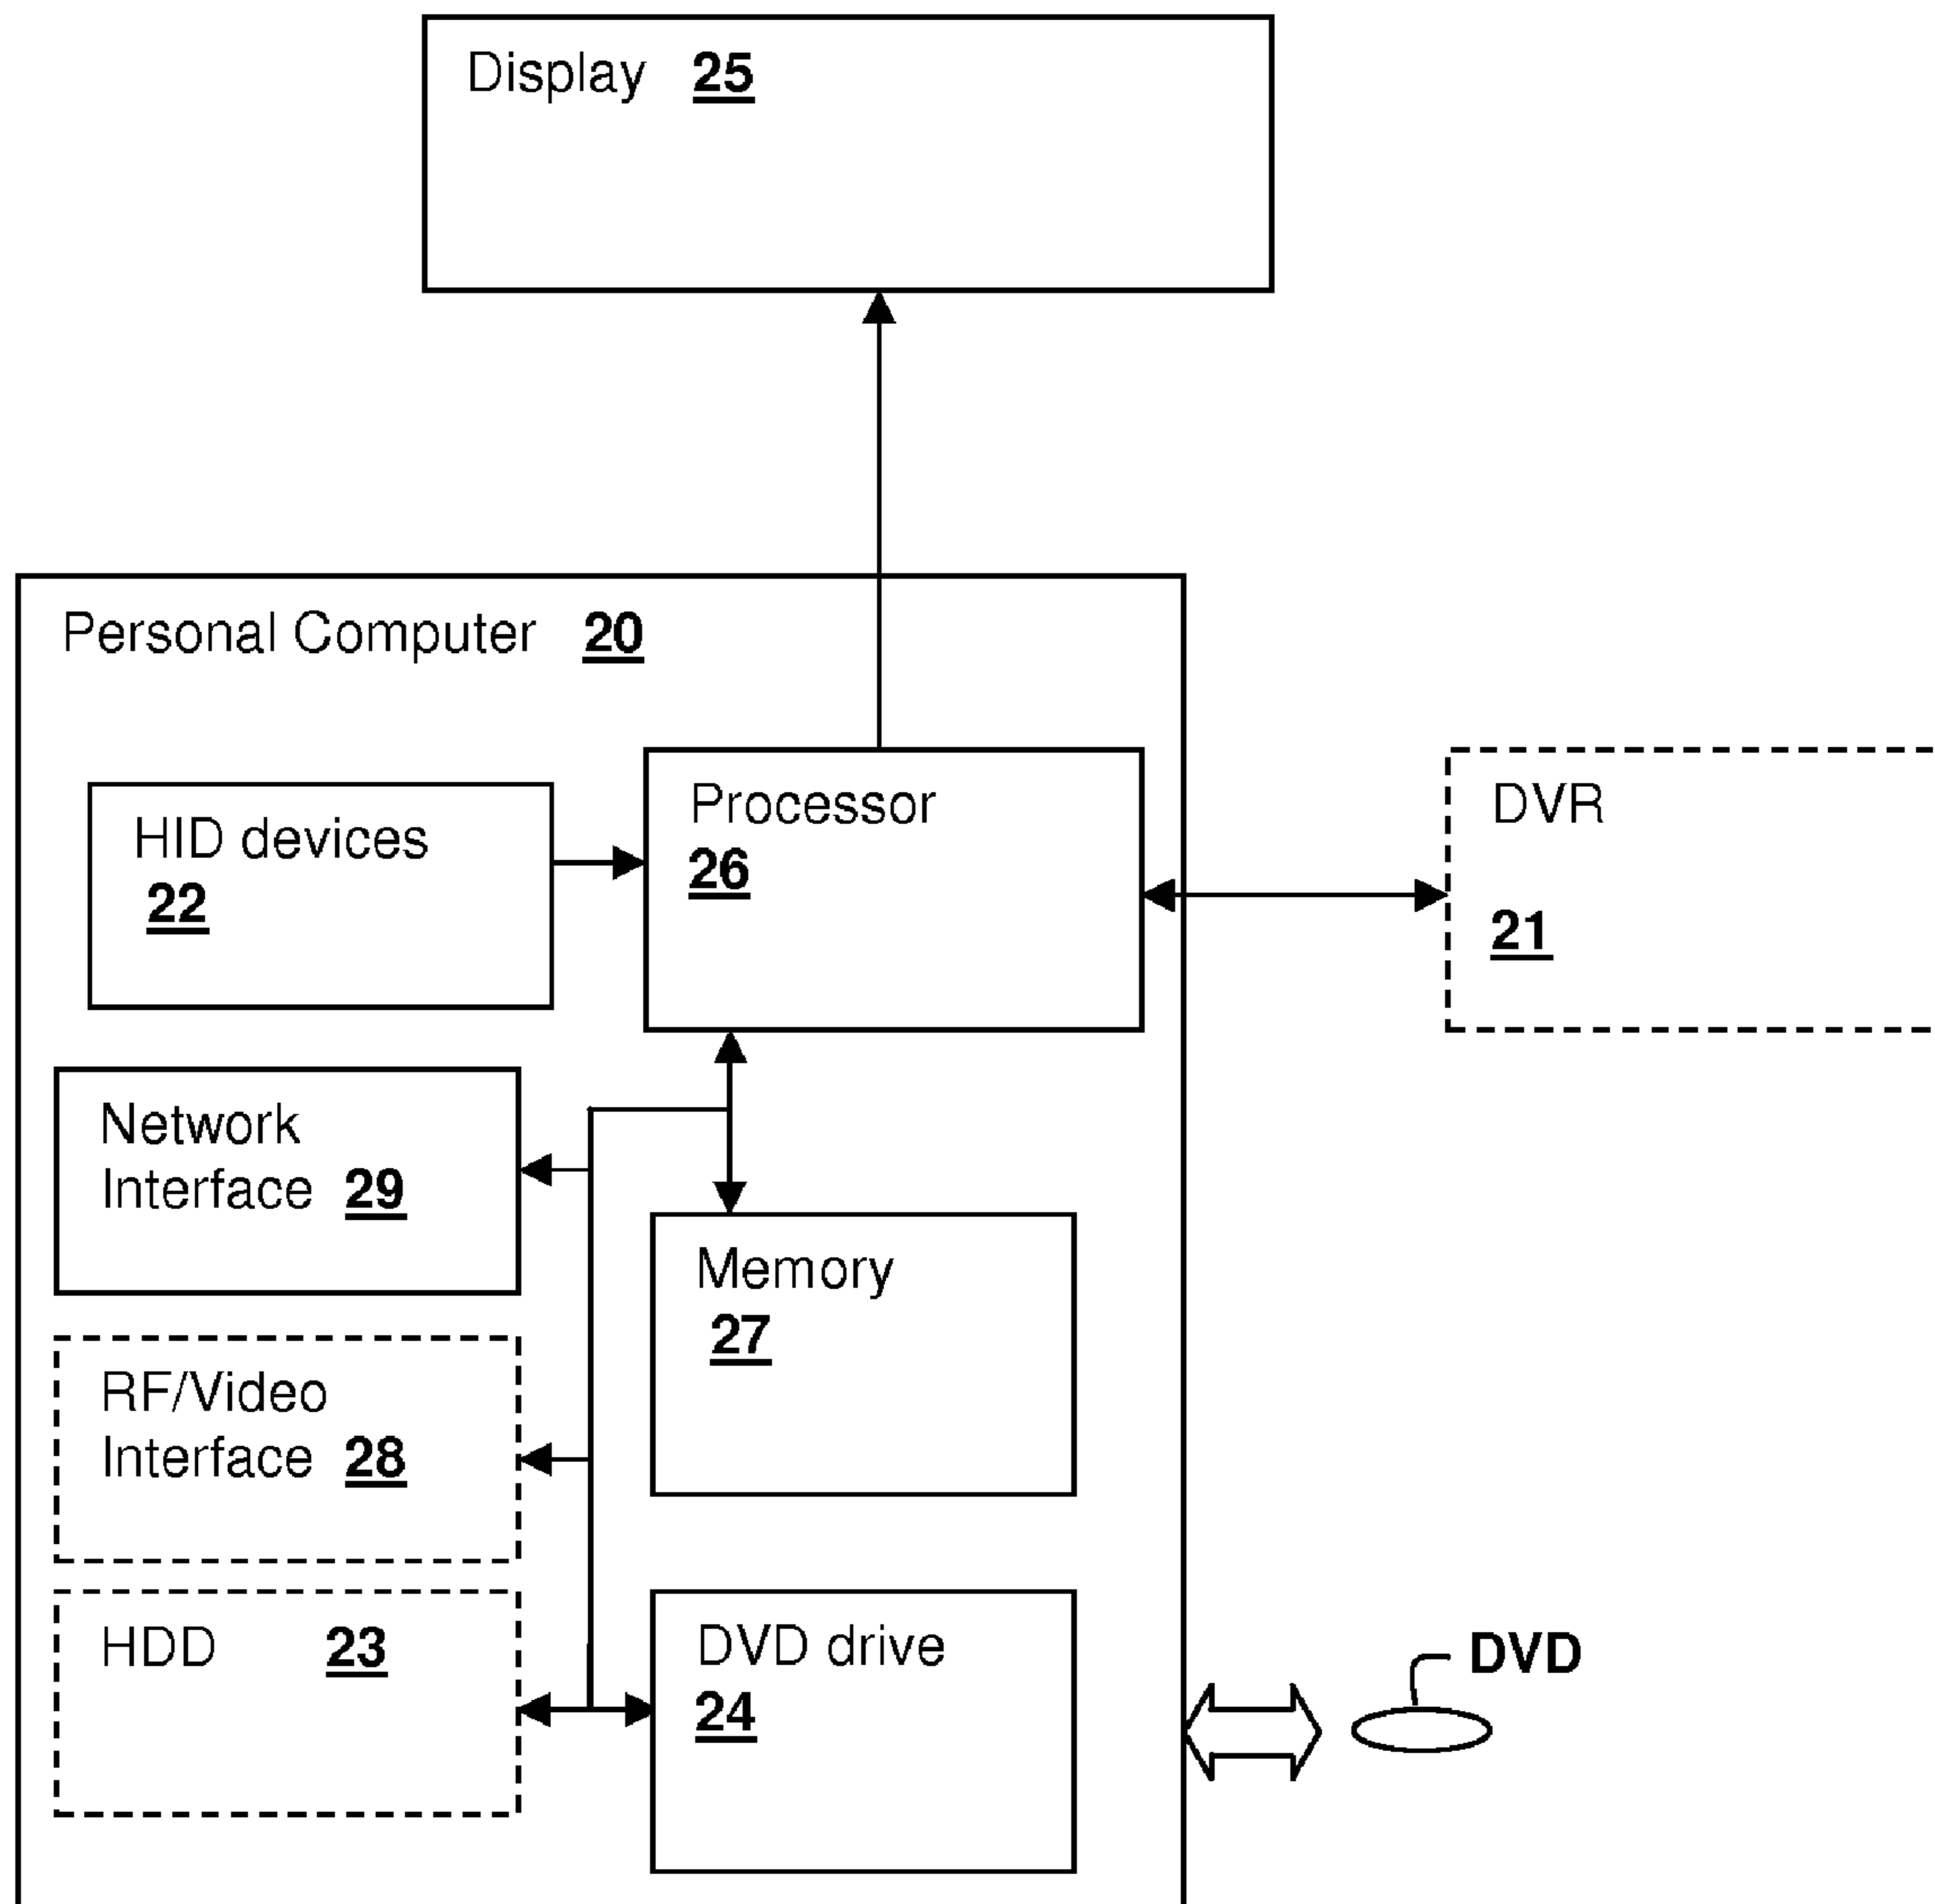 Display 25
Personal Computer 20
HID devices
22
Processor
26
DVR
21
Network
Interface 29
Memory
27
RF/Video
Interface 28
HDD 23
DVD drive
24
DVD